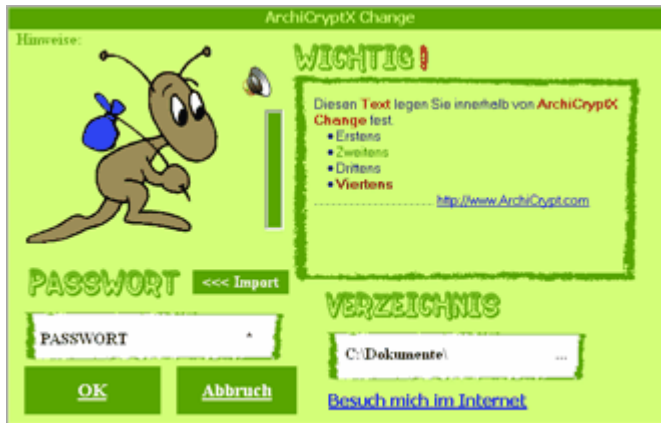 ArchiCryptX Change
Hinweise:
WICHTIG!
Diesen Text legen Sie innerhalb von ArchiCryptX
Change fest.
• Erstens
• Zweitens
• Drittens
• Viertens
http://www.ArchiCrypt.com
PASSWORT
<<< Import
VERZEICHNIS
PASSWORT *
C:\Dokumente\ ...
OK
Abbruch
Besuch mich im Internet